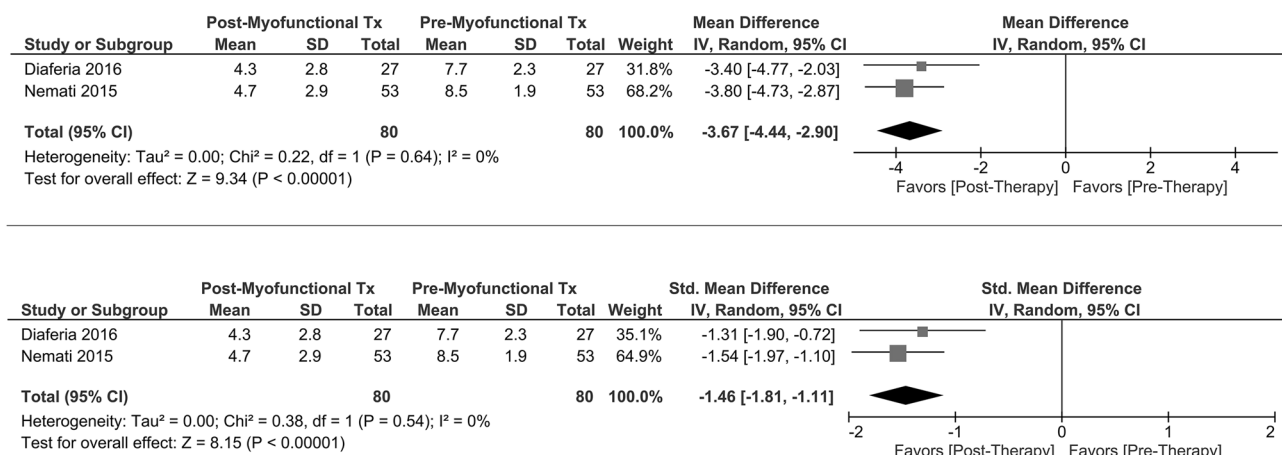 Post-Myofunctional Tx Pre-Myofunctional Tx Mean Difference Mean Difference
Study or Subgroup Mean SD Total Mean SD Total Weight IV, Random, 95% CI IV, Random, 95% CI
Diaferia 2016 4.3 2.8 27 7.7 2.3 27 31.8% -3.40 [-4.77, -2.03]
Nemati 2015 4.7 2.9 53 8.5 1.9 53 68.2% -3.80 [-4.73, -2.87]
Total (95% CI) 80 80 100.0% -3.67 [-4.44, -2.90]
Heterogeneity: Tau² = 0.00; Chi² = 0.22, df = 1 (P = 0.64); I² = 0%
Test for overall effect: Z = 9.34 (P < 0.00001)
-4 -2 0 2 4
Favors [Post-Therapy] Favors [Pre-Therapy]
Post-Myofunctional Tx Pre-Myofunctional Tx Std. Mean Difference Std. Mean Difference
Study or Subgroup Mean SD Total Mean SD Total Weight IV, Random, 95% CI IV, Random, 95% CI
Diaferia 2016 4.3 2.8 27 7.7 2.3 27 35.1% -1.31 [-1.90, -0.72]
Nemati 2015 4.7 2.9 53 8.5 1.9 53 64.9% -1.54 [-1.97, -1.10]
Total (95% CI) 80 80 100.0% -1.46 [-1.81, -1.11]
Heterogeneity: Tau² = 0.00; Chi² = 0.38, df = 1 (P = 0.54); I² = 0%
Test for overall effect: Z = 8.15 (P < 0.00001)
-2 -1 0 1 2
Favors [Post-Therapy] Favors [Pre-Therapy]